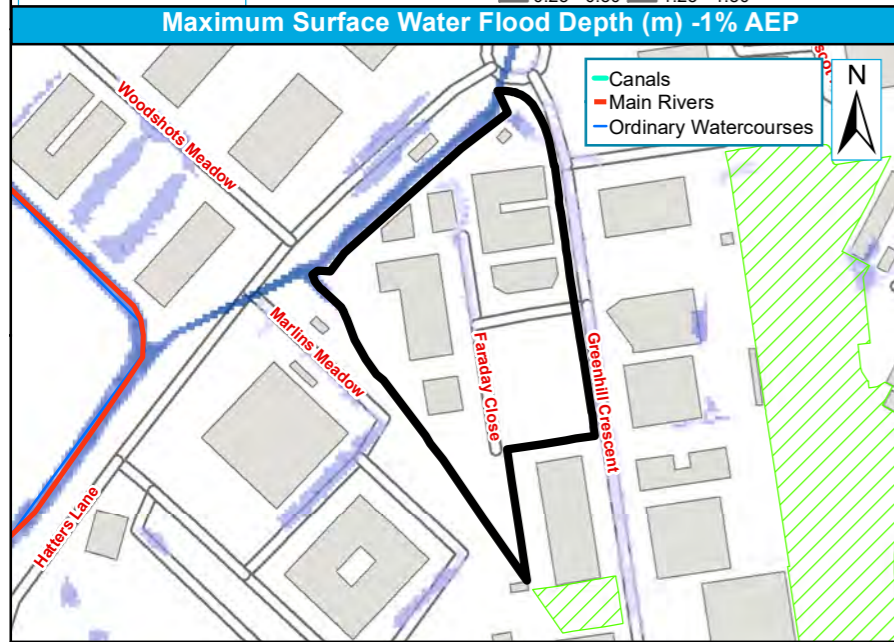 Maximum Surface Water Flood Depth (m) -1% AEP
Canals
Main Rivers
Ordinary Watercourses
N
Woodshots Meadow
Marlins Meadow
Faraday Close
Greenhill Crescent
Hatters Lane